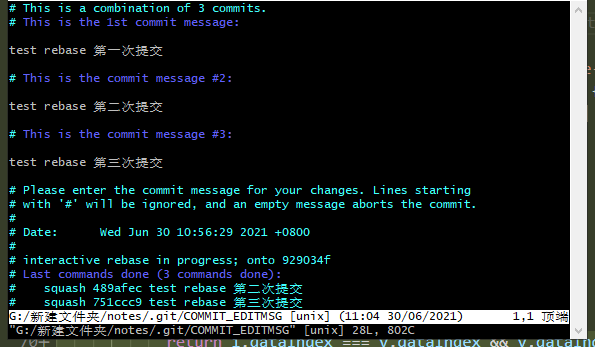 # This is a combination of 3 commits.
# This is the 1st commit message:
test rebase 第一次提交
# This is the commit message #2:
test rebase 第二次提交
# This is the commit message #3:
test rebase 第三次提交
# Please enter the commit message for your changes. Lines starting
# with '#' will be ignored, and an empty message aborts the commit.
#
# Date:      Wed Jun 30 10:56:29 2021 +0800
#
# interactive rebase in progress; onto 929034f
# Last commands done (3 commands done):
#    squash 489afec test rebase 第二次提交
#    squash 751ccc9 test rebase 第三次提交
G:/新建文件夹/notes/.git/COMMIT_EDITMSG [unix] (11:04 30/06/2021)       1,1 顶端
"G:/新建文件夹/notes/.git/COMMIT_EDITMSG" [unix] 28L, 802C
return i.dataindex === v.dataindex && v.dataind